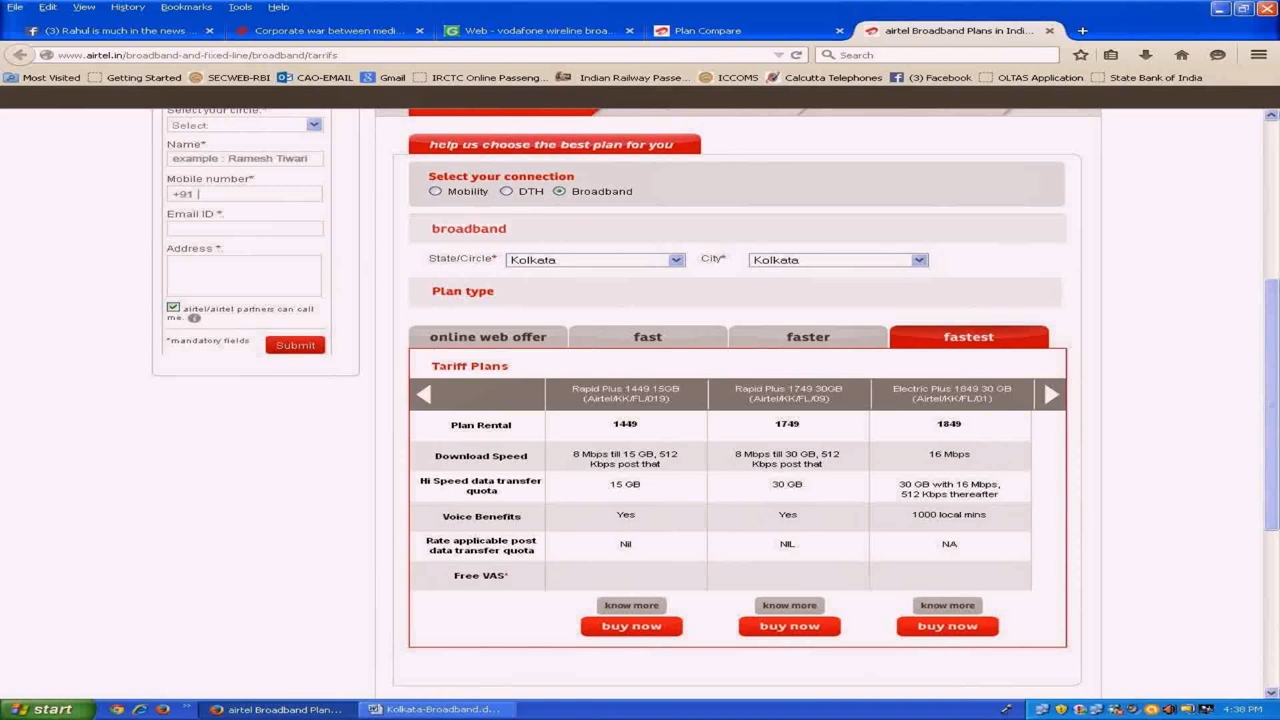 File Edit View History Bookmarks Tools Help
(3) Rahul is much in the news ...
Corporate war between medi...
Web - vodafone wireline broa...
Plan Compare
airtel Broadband Plans in Indi...
www.airtel.in/broadband-and-fixed-line/broadband/tarrifs
Search
Most Visited Getting Started SECWEB-RBI CAO-EMAIL Gmail IRCTC Online Passeng... Indian Railway Passe... ICCOMS Calcutta Telephones (3) Facebook OLTAS Application State Bank of India
Select your circle.*
Select:
Name*
example : Ramesh Tiwari
Mobile number*
+91
Email ID *.
Address *.
airtel/airtel partners can call
me.
*mandatory fields
Submit
help us choose the best plan for you
Select your connection
Mobility DTH Broadband
broadband
State/Circle* Kolkata City* Kolkata
Plan type
online web offer fast faster fastest
Tariff Plans
Rapid Plus 1449 15GB Rapid Plus 1749 30GB Electric Plus 1849 30 GB
(Airtel/KK/FL/019) (Airtel/KK/FL/09) (Airtel/KK/FL/01)
Plan Rental 1449 1749 1849
Download Speed 8 Mbps till 15 GB, 512 8 Mbps till 30 GB, 512 16 Mbps
Kbps post that Kbps post that
Hi Speed data transfer 15 GB 30 GB 30 GB with 16 Mbps,
quota 512 Kbps thereafter
Voice Benefits Yes Yes 1000 local mins
Rate applicable post Nil NIL NA
data transfer quota
Free VAS*
know more know more know more
buy now buy now buy now
start airtel Broadband Plan... Kolkata-Broadband.d... 4:38 PM